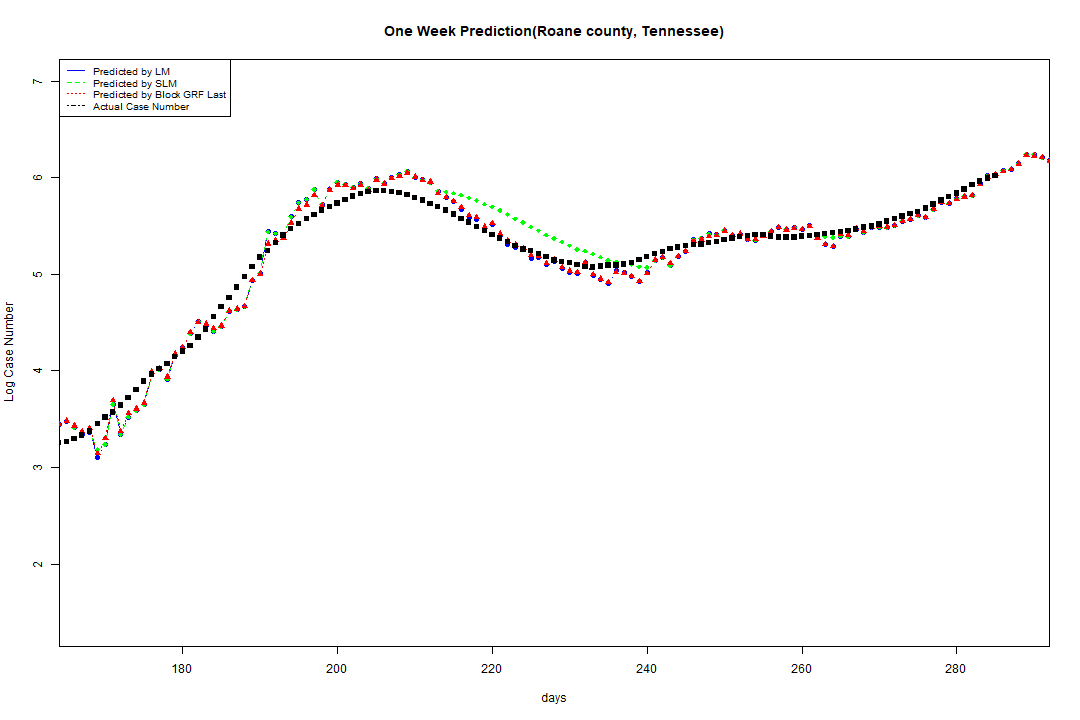 One Week Prediction(Roane county, Tennessee)
Predicted by LM
Predicted by SLM
Predicted by Block GRF Last
Actual Case Number
7
6
5
4
3
2
Log Case Number
180 200 220 240 260 280
days